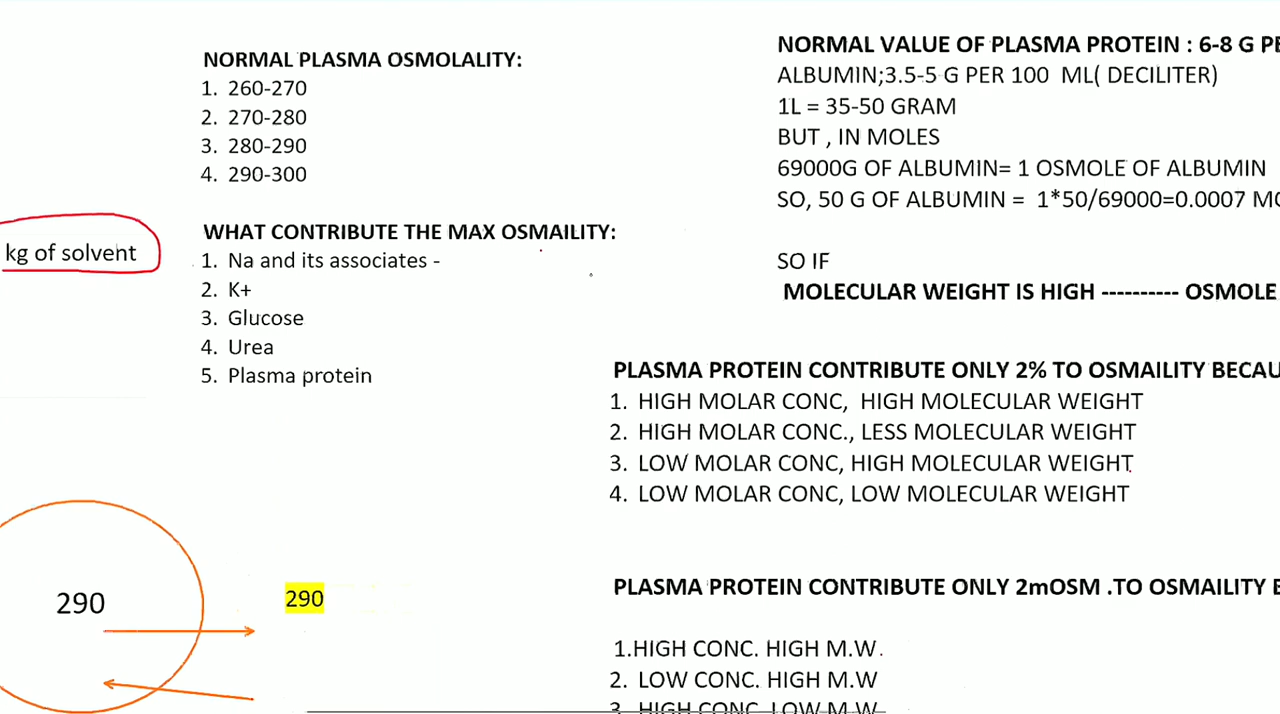 NORMAL PLASMA OSMOLALITY:
1. 260-270
2. 270-280
3. 280-290
4. 290-300
kg of solvent
WHAT CONTRIBUTE THE MAX OSMAILITY:
1. Na and its associates -
2. K+
3. Glucose
4. Urea
5. Plasma protein
290
290
NORMAL VALUE OF PLASMA PROTEIN : 6-8 G
ALBUMIN;3.5-5 G PER 100 ML( DECILITER)
1L = 35-50 GRAM
BUT , IN MOLES
69000G OF ALBUMIN= 1 OSMOLE OF ALBUMIN
SO, 50 G OF ALBUMIN = 1*50/69000=0.0007
SO IF
MOLECULAR WEIGHT IS HIGH ---------- OSMOLE
PLASMA PROTEIN CONTRIBUTE ONLY 2% TO OSMAILITY
1. HIGH MOLAR CONC, HIGH MOLECULAR WEIGHT
2. HIGH MOLAR CONC., LESS MOLECULAR WEIGHT
3. LOW MOLAR CONC, HIGH MOLECULAR WEIGHT
4. LOW MOLAR CONC, LOW MOLECULAR WEIGHT
PLASMA PROTEIN CONTRIBUTE ONLY 2mOSM .TO OSMAILITY
1.HIGH CONC. HIGH M.W.
2. LOW CONC. HIGH M.W
3. HIGH CONC. LOW M.W